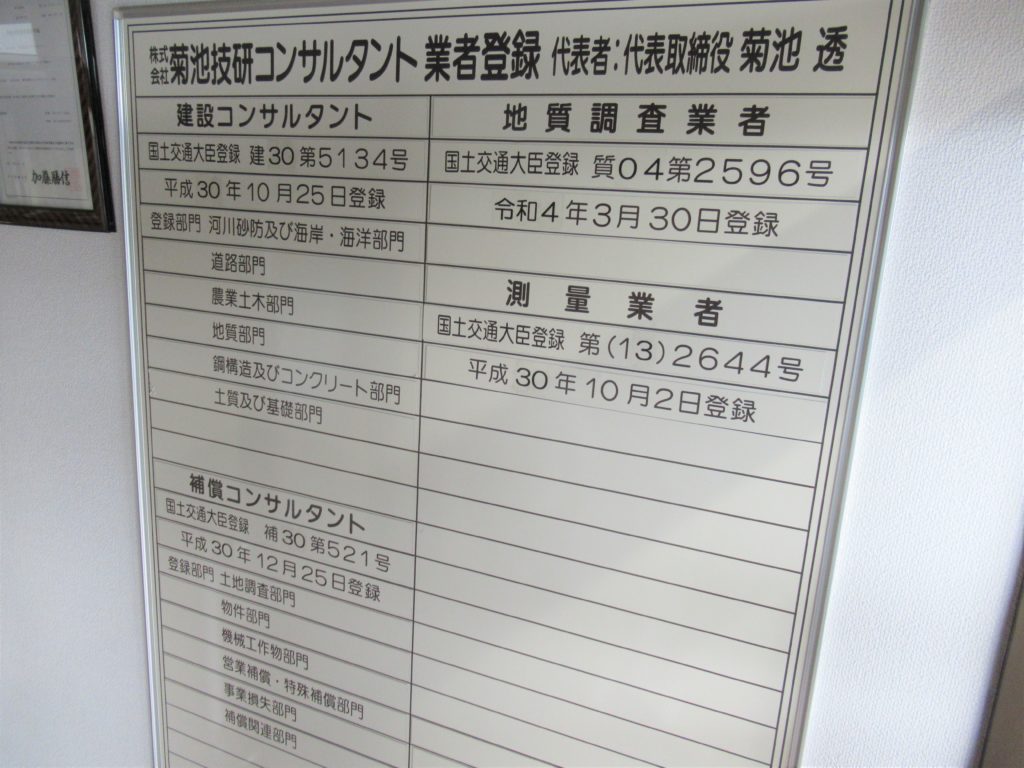 株式会社 菊池技研コンサルタント 業者登録 代表者：代表取締役 菊池 透
建設コンサルタント
国土交通大臣登録 建30第5134号
平成30年10月25日登録
登録部門 河川砂防及び海岸・海洋部門
道路部門
農業土木部門
地質部門
鋼構造及びコンクリート部門
土質及び基礎部門
補償コンサルタント
国土交通大臣登録 補30第521号
平成30年12月25日登録
登録部門 土地調査部門
物件部門
機械工作物部門
営業補償・特殊補償部門
事業損失部門
補償関連部門
地質調査業者
国土交通大臣登録 質04第2596号
令和4年3月30日登録
測量業者
国土交通大臣登録 第(13)2644号
平成30年10月2日登録
加藤勝信